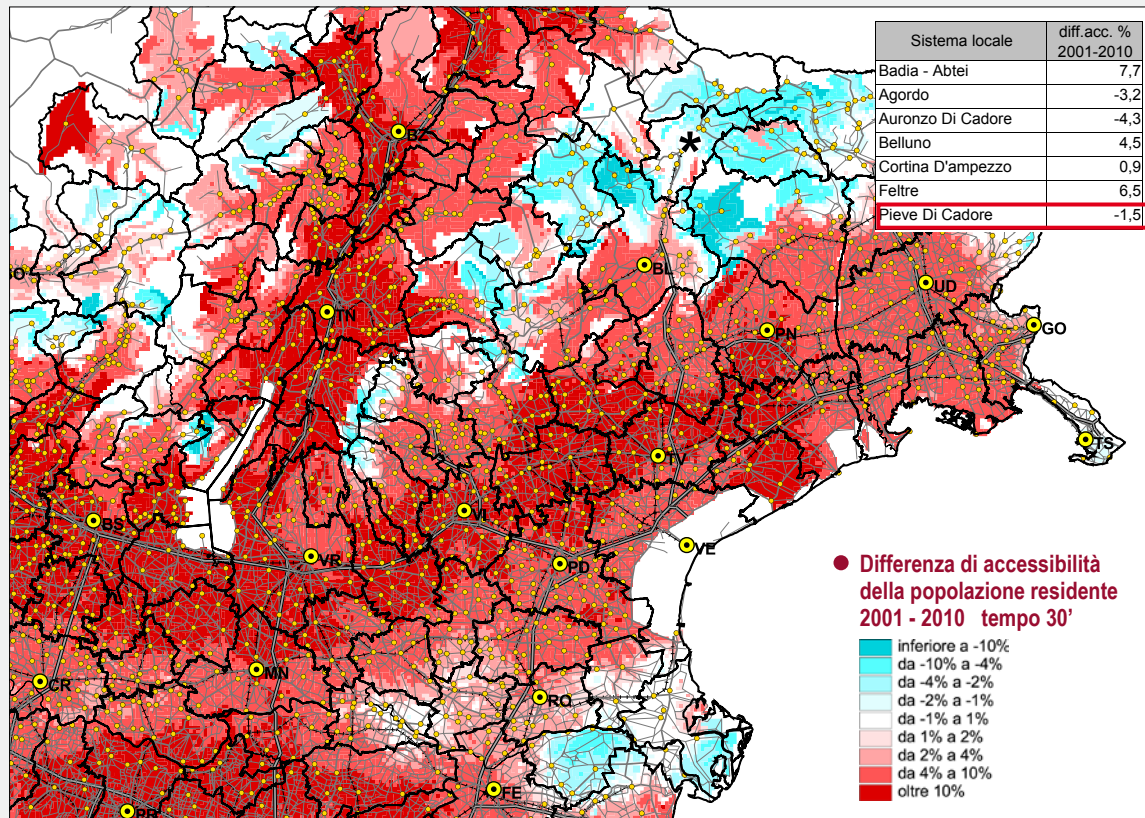 Sistema locale diff.acc. % 2001-2010
Badia - Abtei 7,7
Agordo -3,2
Auronzo Di Cadore -4,3
Belluno 4,5
Cortina D'ampezzo 0,9
Feltre 6,5
Pieve Di Cadore -1,5
BZ
*
BL
UD
TN
PN
GO
TS
TV
BS
VI
VR
PD
VE
MN
CR
RO
FE
PR
Differenza di accessibilità
della popolazione residente
2001 - 2010 tempo 30'
inferiore a -10%
da -10% a -4%
da -4% a -2%
da -2% a -1%
da -1% a 1%
da 1% a 2%
da 2% a 4%
da 4% a 10%
oltre 10%